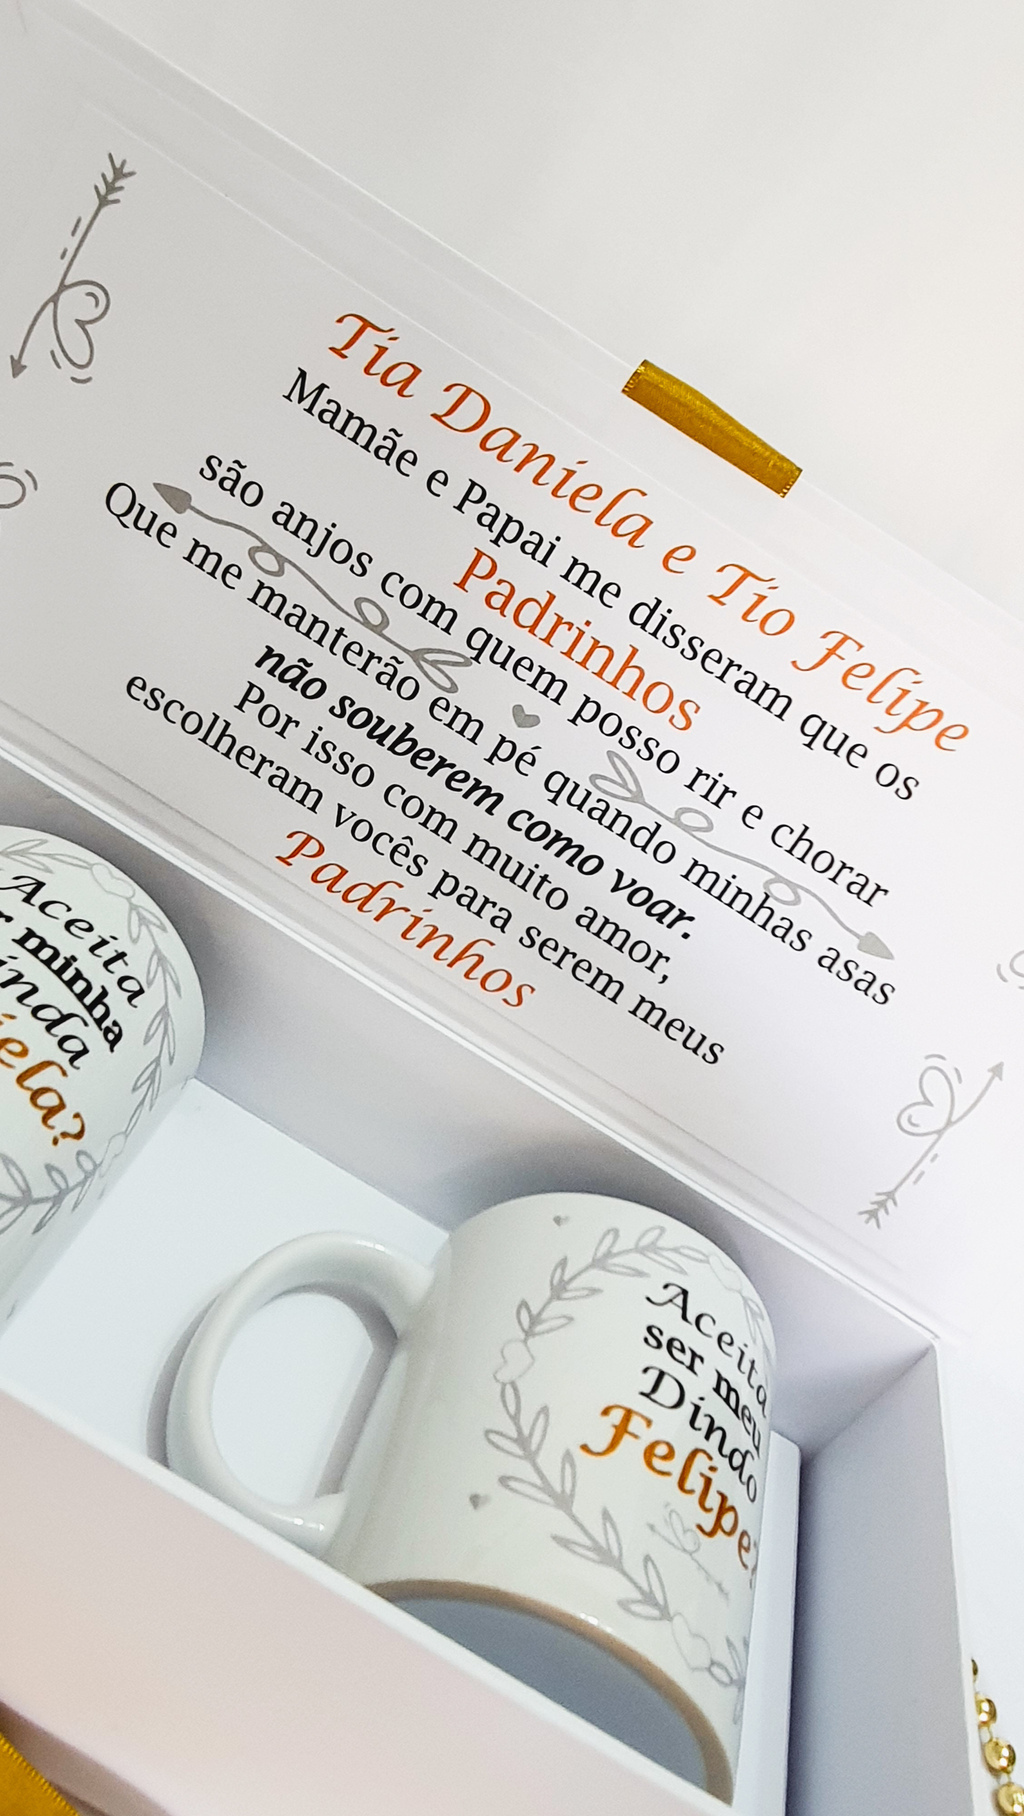 Tia Daniela e Tio Felipe
Mamãe e Papai me disseram que os
Padrinhos
são anjos com quem posso rir e chorar
Que me manterão em pé quando minhas asas
não souberem como voar.
Por isso com muito amor,
escolheram vocês para serem meus
Padrinhos
Aceita
minha
Aceita
ser meu
Dindo
Felipe?